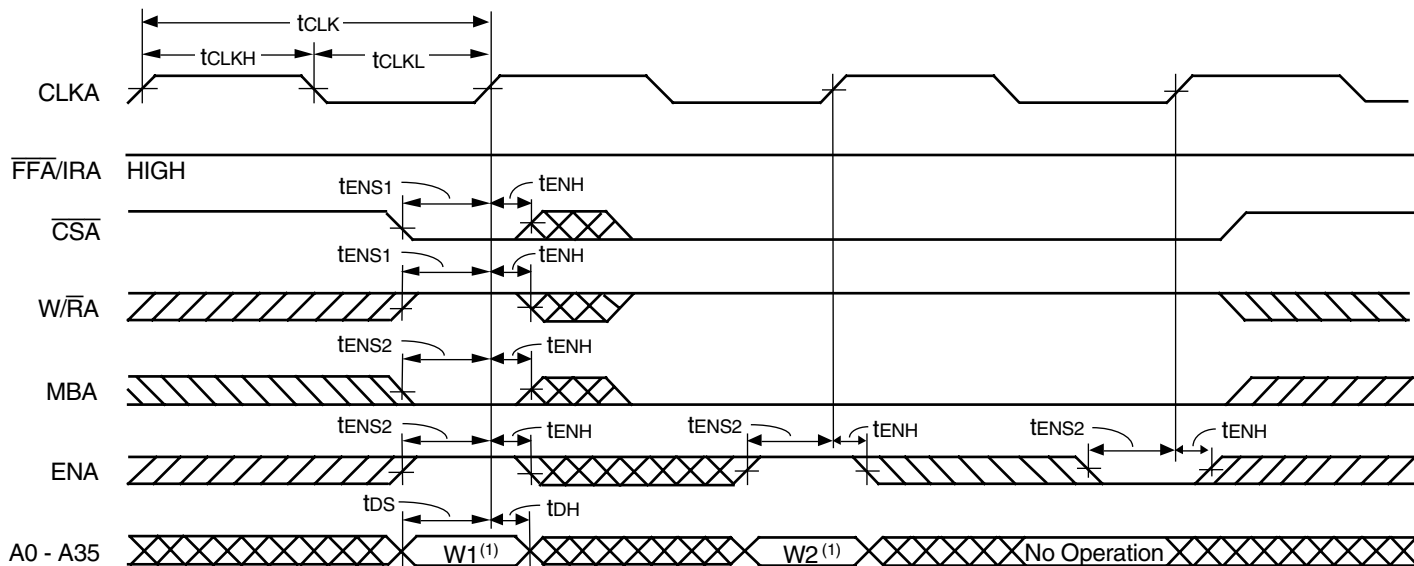 tCLK
tCLKH
tCLKL
CLKA
FFA/IRA HIGH
tENS1
tENH
CSA
tENS1
tENH
W/RA
tENS2
tENH
MBA
tENS2
tENH
tENS2
tENH
tENS2
tENH
ENA
tDS
tDH
A0 - A35
W1(1)
W2(1)
No Operation